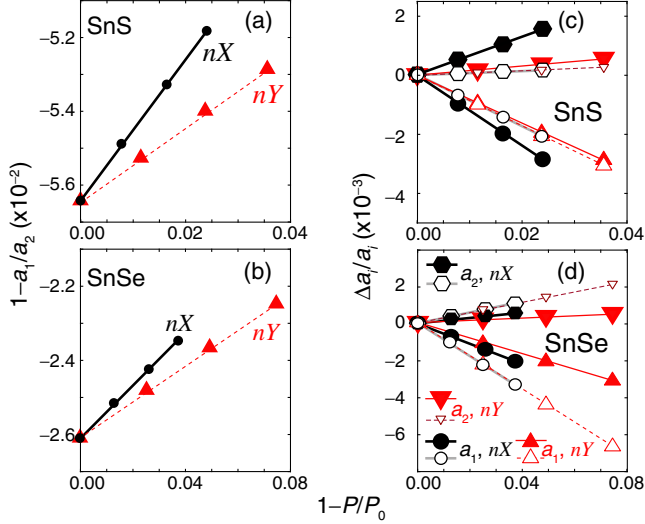 SnS
(a)
nX
nY
−5.2
−5.4
−5.6
0.00
0.02
0.04
SnSe
(b)
nX
nY
−2.2
−2.4
−2.6
0.00
0.04
0.08
1−a₁/a₂ (x10⁻²)
(c)
SnS
2
0
−2
−4
0.00
0.02
0.04
(d)
a₂, nX
SnSe
a₂, nY
a₁, nX
a₁, nY
2
0
−2
−4
−6
0.00
0.04
0.08
Δaᵢ/aᵢ (x10⁻³)
1−P/P₀